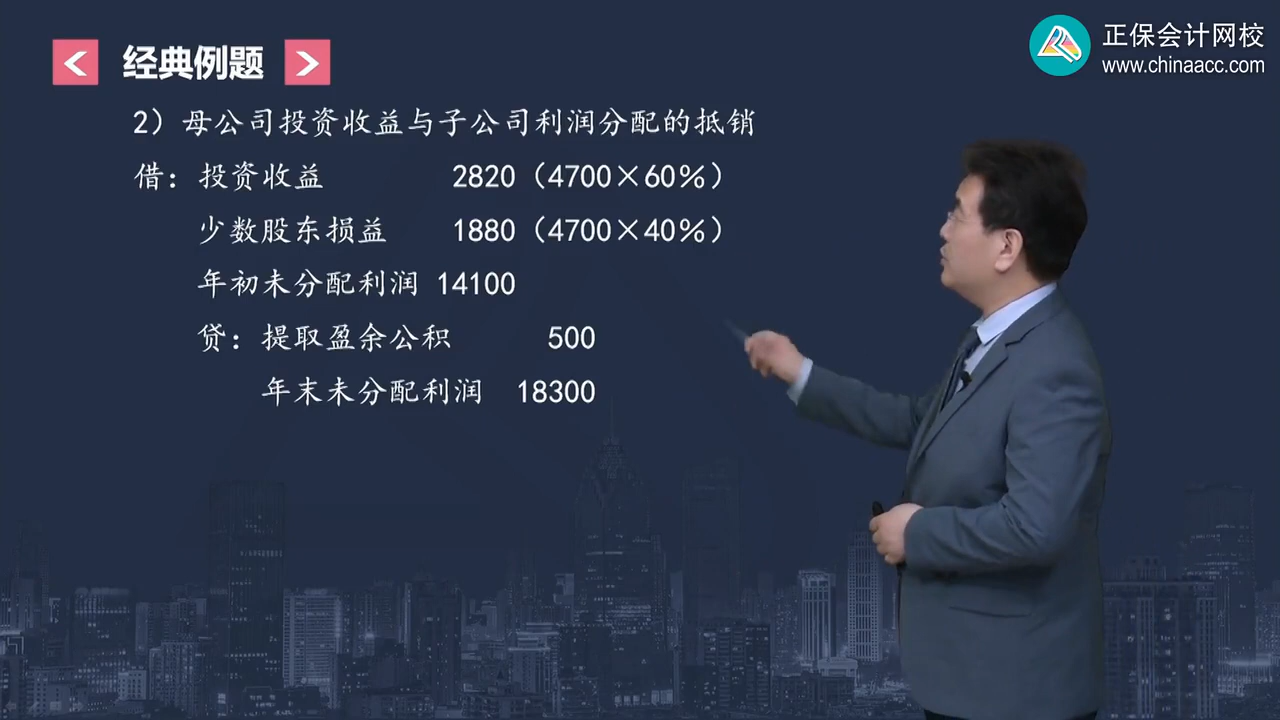 经典例题
正保会计网校
www.chinaacc.com
2）母公司投资收益与子公司利润分配的抵销
借：投资收益 2820（4700×60%）
少数股东损益 1880（4700×40%）
年初未分配利润 14100
贷：提取盈余公积 500
年末未分配利润 18300